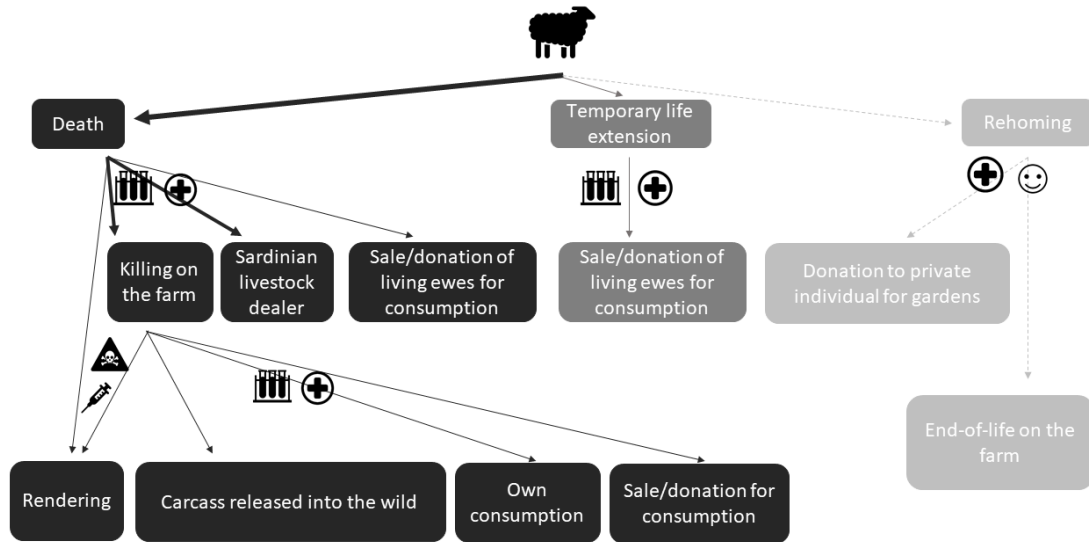 Death
Temporary life
extension
Rehoming
Killing on
the farm
Sardinian
livestock
dealer
Sale/donation of
living ewes for
consumption
Sale/donation of
living ewes for
consumption
Donation to private
individual for gardens
Rendering
Carcass released into the wild
Own
consumption
Sale/donation for
consumption
End-of-life on the
farm